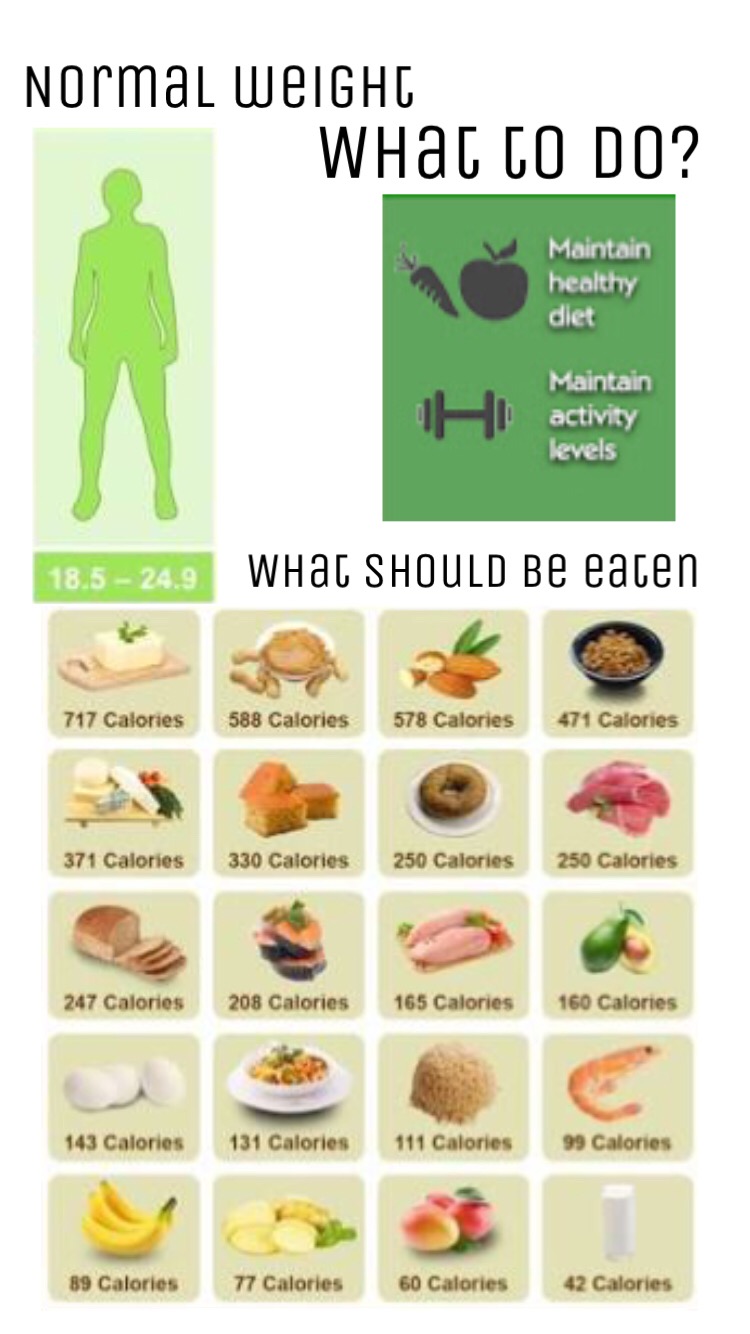 Normal weight
What to do?
Maintain
healthy
diet
Maintain
activity
levels
18.5 – 24.9
What should be eaten
717 Calories
588 Calories
578 Calories
471 Calories
371 Calories
330 Calories
250 Calories
250 Calories
247 Calories
208 Calories
165 Calories
160 Calories
143 Calories
131 Calories
111 Calories
99 Calories
89 Calories
77 Calories
60 Calories
42 Calories